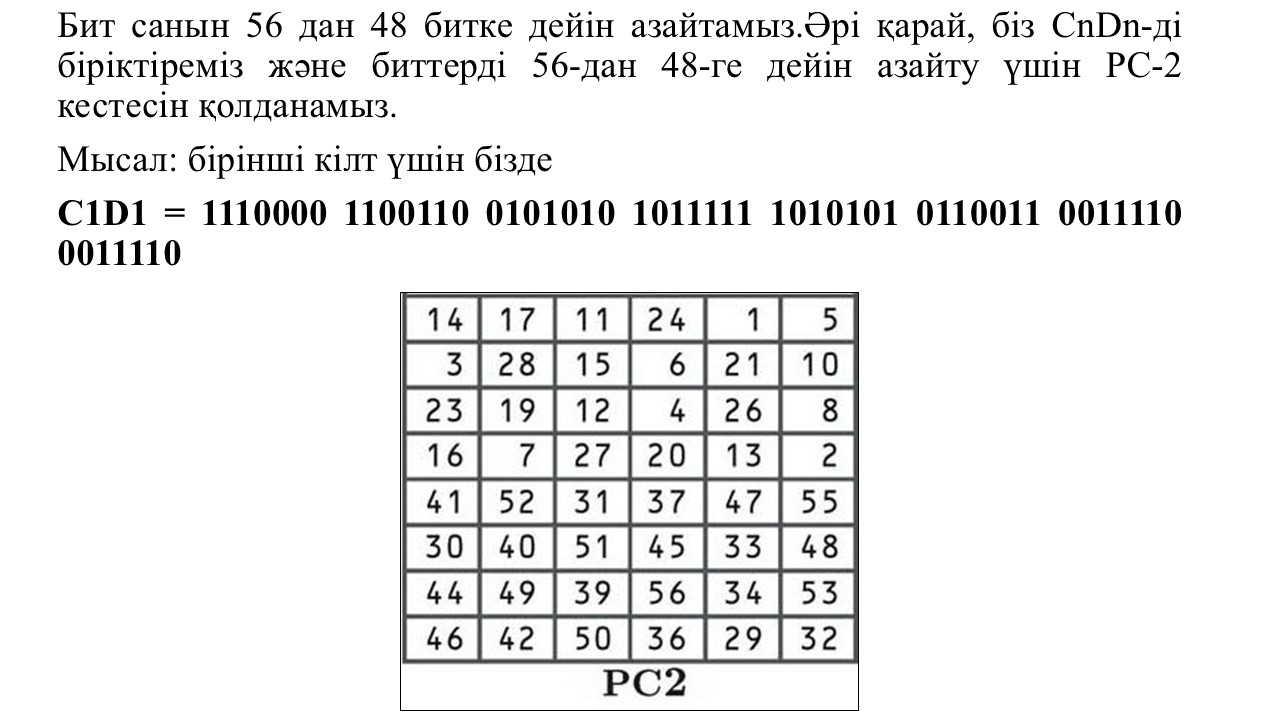 Бит санын 56 дан 48 битке дейін азайтамыз.Әрі қарай, біз CnDn-ді
біріктіреміз және биттерді 56-дан 48-ге дейін азайту үшін PC-2
кестесін қолданамыз.
Мысал: бірінші кілт үшін бізде
C1D1 = 1110000 1100110 0101010 1011111 1010101 0110011 0011110
0011110
14 17 11 24 1 5
3 28 15 6 21 10
23 19 12 4 26 8
16 7 27 20 13 2
41 52 31 37 47 55
30 40 51 45 33 48
44 49 39 56 34 53
46 42 50 36 29 32
PC2